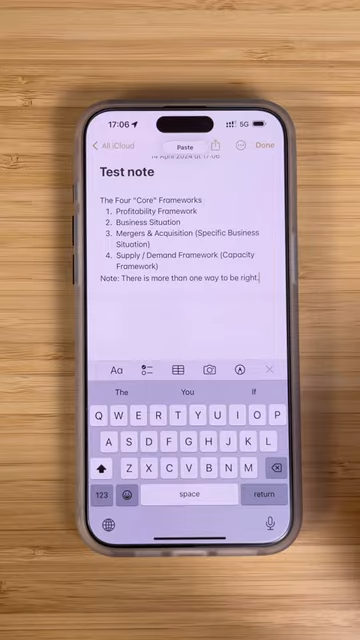 17:06 5G
All iCloud Paste Done
14 April 2024 at 17:06
Test note
The Four "Core" Frameworks
1. Profitability Framework
2. Business Situation
3. Mergers & Acquisition (Specific Business
Situation)
4. Supply / Demand Framework (Capacity
Framework)
Note: There is more than one way to be right.
Aa
The You If
Q W E R T Y U I O P
A S D F G H J K L
Z X C V B N M
123 space return